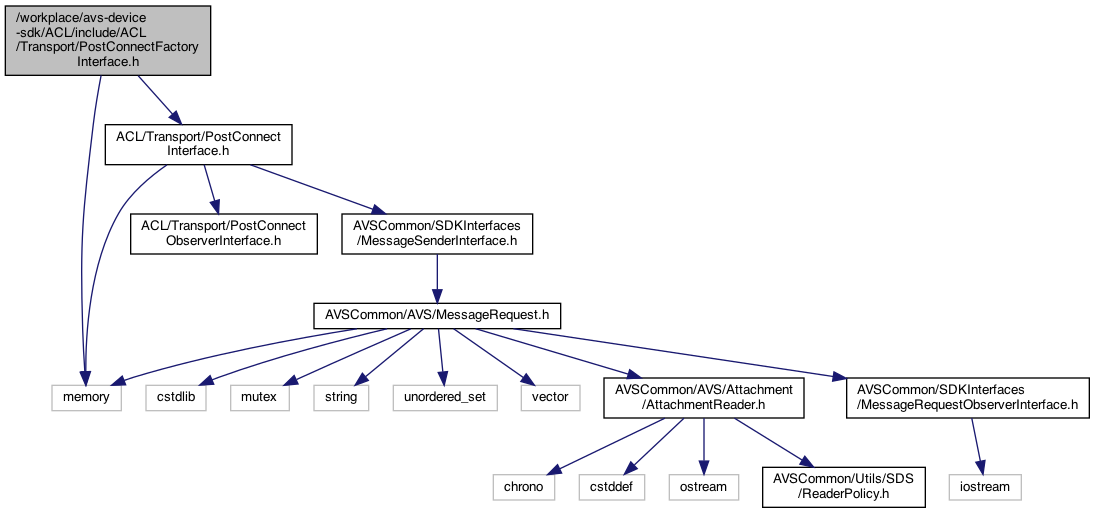 /workplace/avs-device
-sdk/ACL/include/ACL
/Transport/PostConnectFactory
Interface.h
ACL/Transport/PostConnect
Interface.h
ACL/Transport/PostConnect
ObserverInterface.h
AVSCommon/SDKInterfaces
/MessageSenderInterface.h
AVSCommon/AVS/MessageRequest.h
memory
cstdlib
mutex
string
unordered_set
vector
AVSCommon/AVS/Attachment
/AttachmentReader.h
AVSCommon/SDKInterfaces
/MessageRequestObserverInterface.h
chrono
cstddef
ostream
AVSCommon/Utils/SDS
/ReaderPolicy.h
iostream